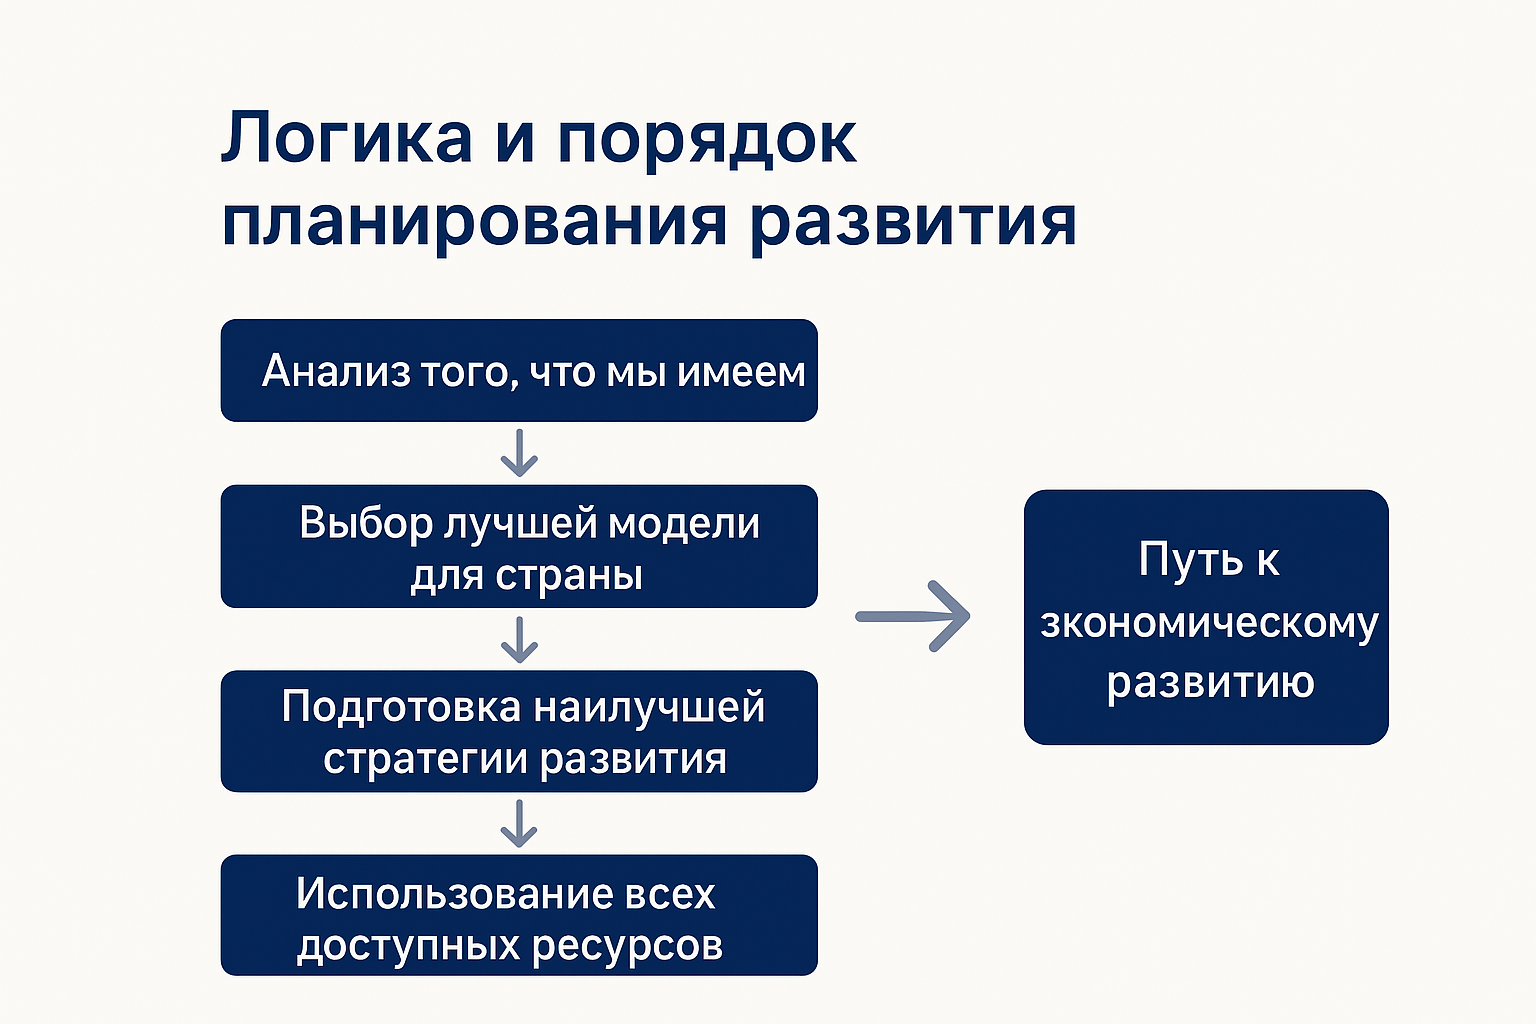 Логика и порядок
планирования развития
Анализ того, что мы имеем
Выбор лучшей модели
для страны
Подготовка наилучшей
стратегии развития
Использование всех
доступных ресурсов
Путь к
зкономическому
развитию